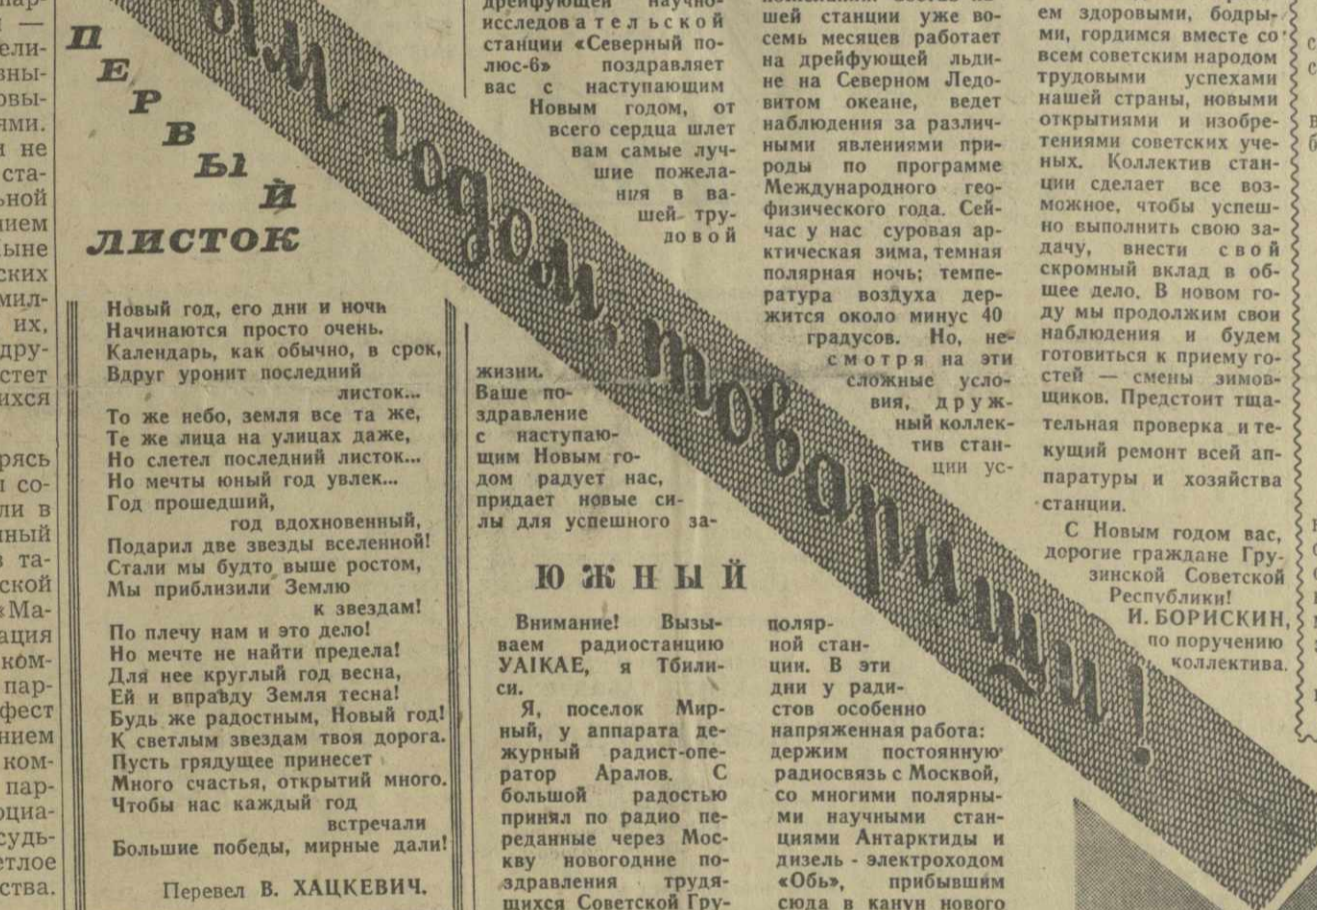 ым годом, товарищи!
ПЕРВЫЙ
ЛИСТОК
Новый год, его дни и ночи
Начинаются просто очень.
Календарь, как обычно, в срок,
Вдруг уронит последний
листок...
То же небо, земля все та же,
Те же лица на улицах даже,
Но слетел последний листок...
Но мечты юный год увлек...
Год прошедший,
год вдохновенный,
Подарил две звезды вселенной!
Стали мы будто выше ростом,
Мы приблизили Землю
к звездам!
По плечу нам и это дело!
Но мечте не найти предела!
Для нее круглый год весна,
Ей и вправду Земля тесна!
Будь же радостным, Новый год!
К светлым звездам твоя дорога.
Пусть грядущее принесет
Много счастья, открытий много.
Чтобы нас каждый год
встречали
Большие победы, мирные дали!
Перевел В. ХАЦКЕВИЧ.
дрейфующей научно-
исследовательской
станции «Северный по-
люс-6» поздравляет
вас с наступающим
Новым годом, от
всего сердца шлет
вам самые луч-
шие пожела-
ния в ва-
шей тру-
довой
жизни.
Ваше по-
здравление
с наступаю-
щим Новым го-
дом радует нас,
придает новые си-
лы для успешного за-
шей станции уже во-
семь месяцев работает
на дрейфующей льди-
не на Северном Ледо-
витом океане, ведет
наблюдения за различ-
ными явлениями при-
роды по программе
Международного гео-
физического года. Сей-
час у нас суровая ар-
ктическая зима, темная
полярная ночь; темпе-
ратура воздуха дер-
жится около минус 40
градусов. Но, не-
смотря на эти
сложные усло-
вия, друж-
ный коллек-
тив стан-
ции ус-
ем здоровыми, бодры-
ми, гордимся вместе со
всем советским народом
трудовыми успехами
нашей страны, новыми
открытиями и изобре-
тениями советских уче-
ных. Коллектив стан-
ции сделает все воз-
можное, чтобы успеш-
но выполнить свою за-
дачу, внести свой
скромный вклад в об-
щее дело. В новом го-
ду мы продолжим свои
наблюдения и будем
готовиться к приему го-
стей — смены зимов-
щиков. Предстоит тща-
тельная проверка и те-
кущий ремонт всей ап-
паратуры и хозяйства
станции.
С Новым годом вас,
дорогие граждане Гру-
зинской Советской
Республики!
И. БОРИСКИН,
по поручению
коллектива.
ЮЖНЫЙ
Внимание! Вызы-
ваем радиостанцию
УА1КАЕ, я Тбили-
си.
Я, поселок Мир-
ный, у аппарата де-
журный радист-опе-
ратор Аралов. С
большой радостью
принял по радио пе-
реданные через Мос-
кву новогодние по-
здравления трудя-
щихся Советской Гру-
поляр-
ной стан-
ции. В эти
дни у ради-
стов особенно
напряженная работа:
держим постоянную
радиосвязь с Москвой,
со многими полярны-
ми научными стан-
циями Антарктиды и
дизель-электроходом
«Обь», прибывшим
сюда в канун нового